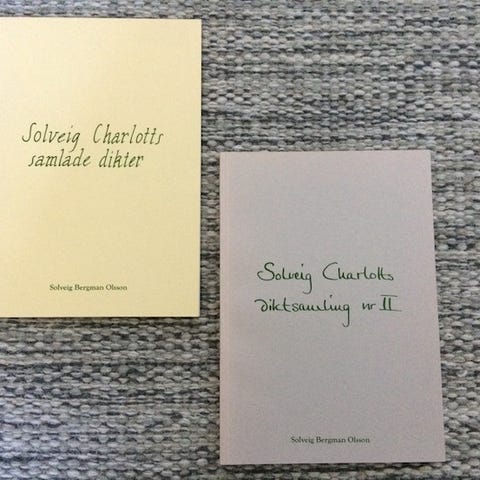 Solveig Charlotts
samlade dikter
Solveig Bergman Olsson
Solveig Charlotts
diktsamling nr II
Solveig Bergman Olsson